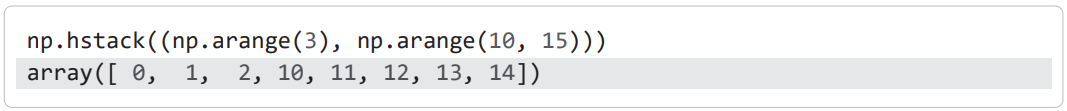 np.hstack((np.arange(3), np.arange(10, 15)))
array([ 0,  1,  2, 10, 11, 12, 13, 14])